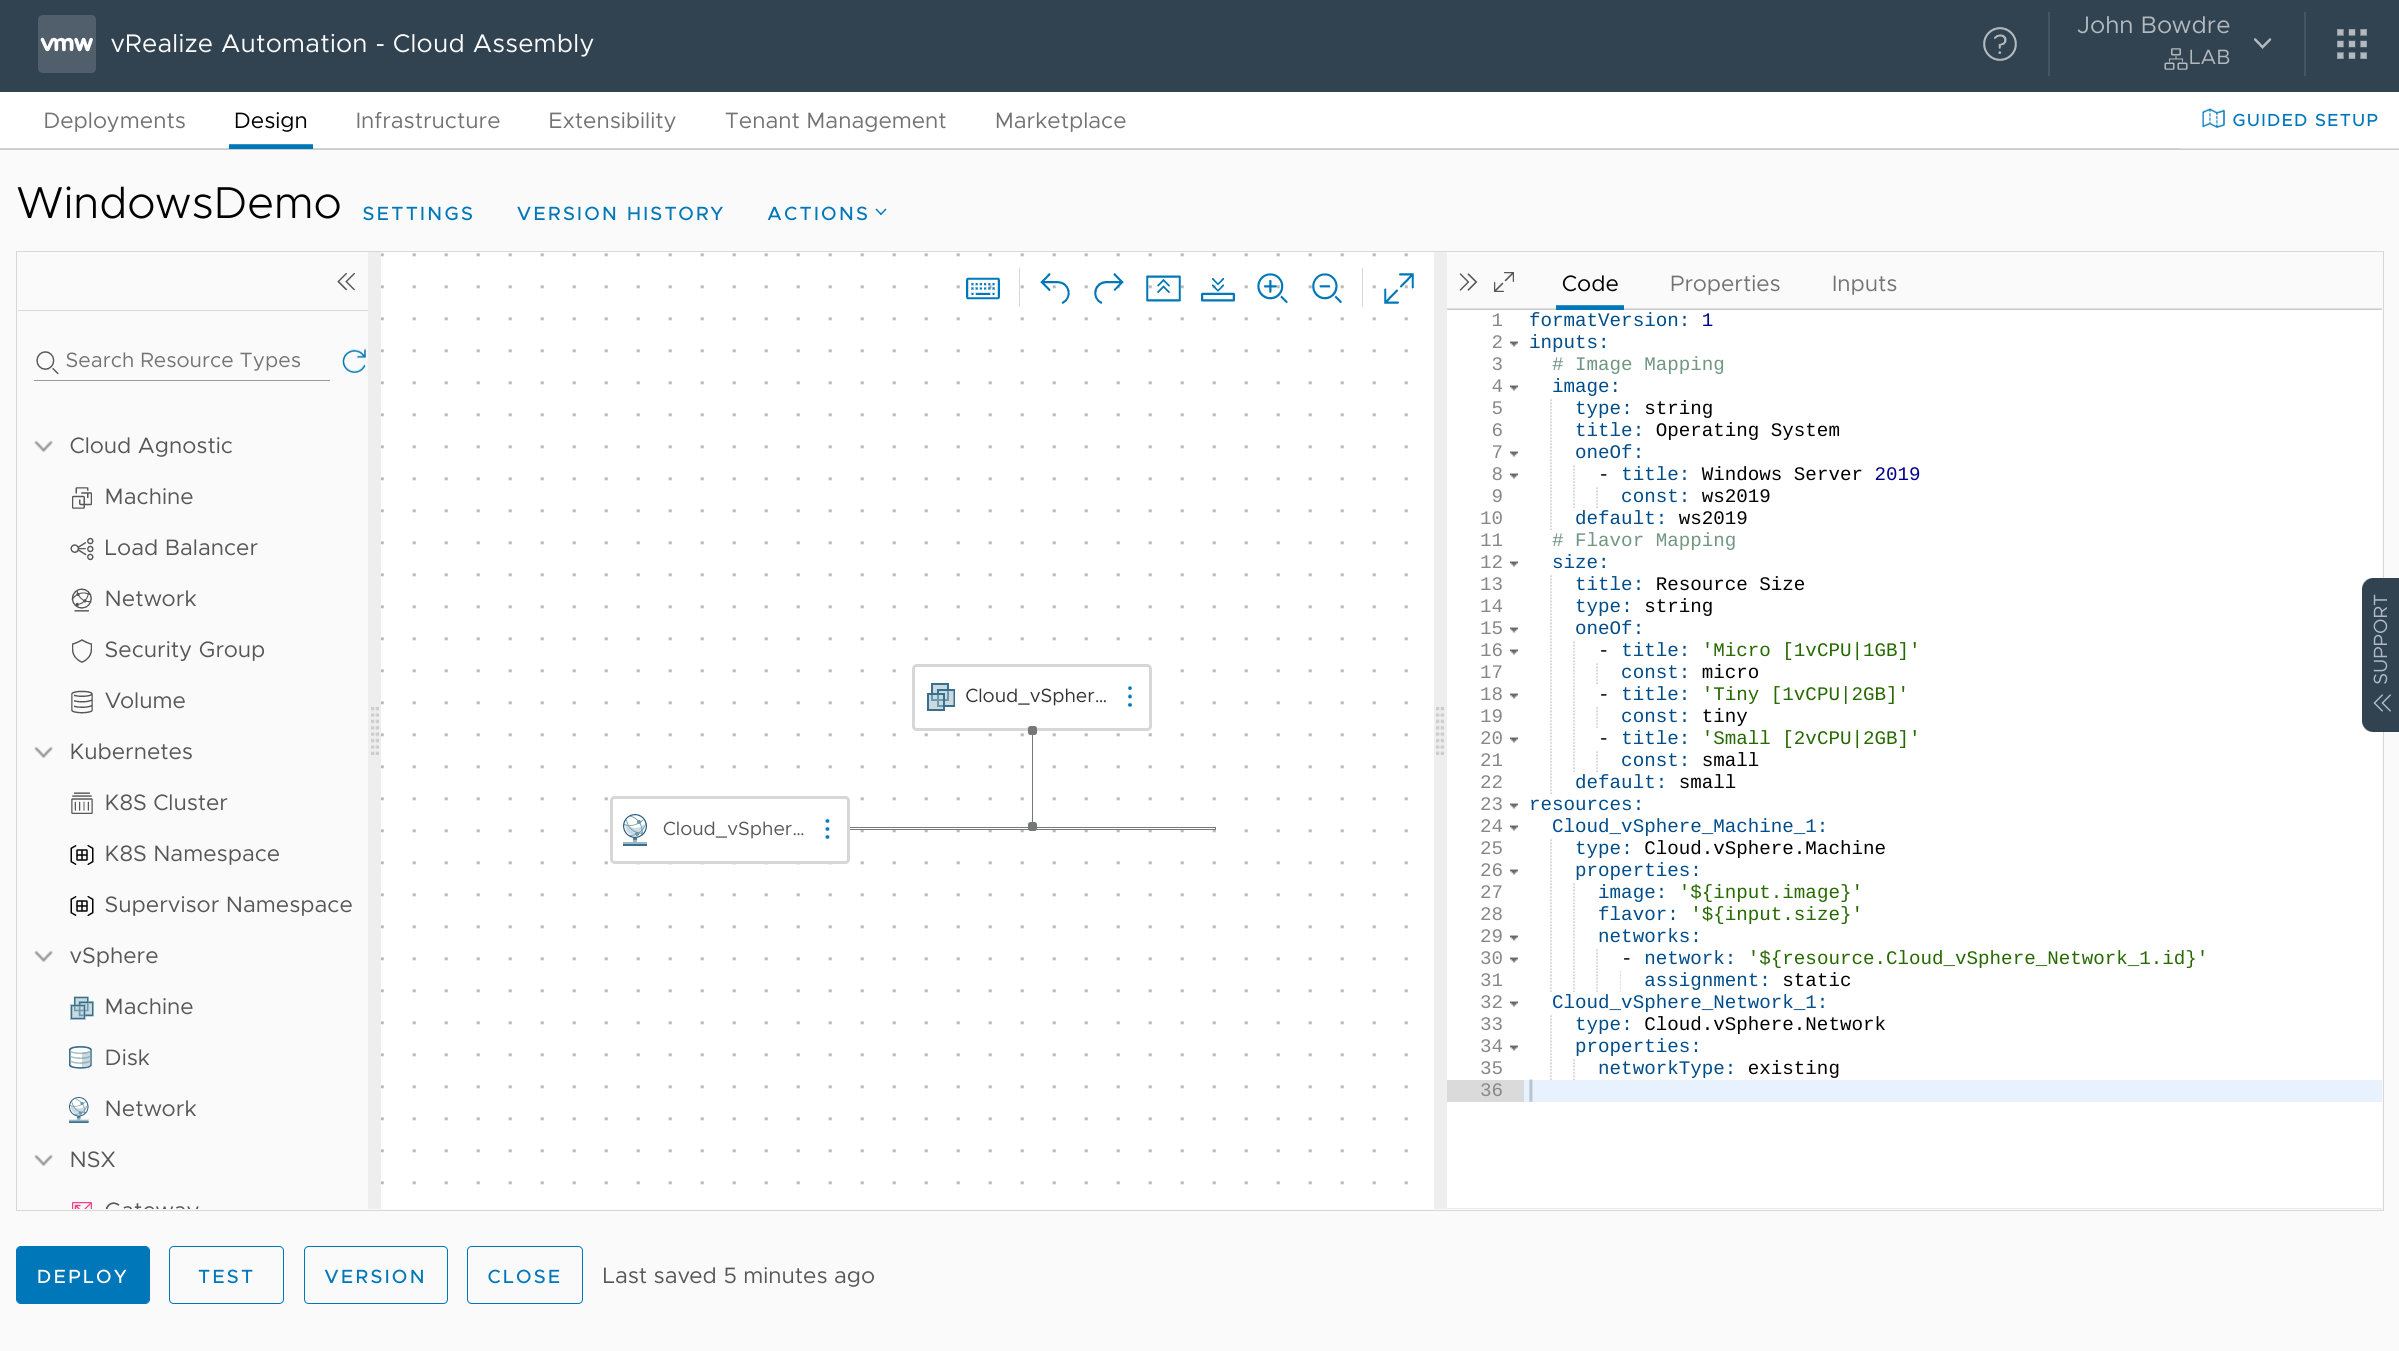 vmw vRealize Automation - Cloud Assembly
John Bowdre
LAB
Deployments Design Infrastructure Extensibility Tenant Management Marketplace
GUIDED SETUP
WindowsDemo SETTINGS VERSION HISTORY ACTIONS
Search Resource Types
Cloud Agnostic
Machine
Load Balancer
Network
Security Group
Volume
Kubernetes
K8S Cluster
K8S Namespace
Supervisor Namespace
vSphere
Machine
Disk
Network
NSX
Gateway
Cloud_vSpher...
Cloud_vSpher...
Code Properties Inputs
1 formatVersion: 1
2 inputs:
3 # Image Mapping
4 image:
5 type: string
6 title: Operating System
7 oneOf:
8 - title: Windows Server 2019
9 const: ws2019
10 default: ws2019
11 # Flavor Mapping
12 size:
13 title: Resource Size
14 type: string
15 oneOf:
16 - title: 'Micro [1vCPU|1GB]'
17 const: micro
18 - title: 'Tiny [1vCPU|2GB]'
19 const: tiny
20 - title: 'Small [2vCPU|2GB]'
21 const: small
22 default: small
23 resources:
24 Cloud_vSphere_Machine_1:
25 type: Cloud.vSphere.Machine
26 properties:
27 image: '${input.image}'
28 flavor: '${input.size}'
29 networks:
30 - network: '${resource.Cloud_vSphere_Network_1.id}'
31 assignment: static
32 Cloud_vSphere_Network_1:
33 type: Cloud.vSphere.Network
34 properties:
35 networkType: existing
36
SUPPORT
DEPLOY TEST VERSION CLOSE Last saved 5 minutes ago